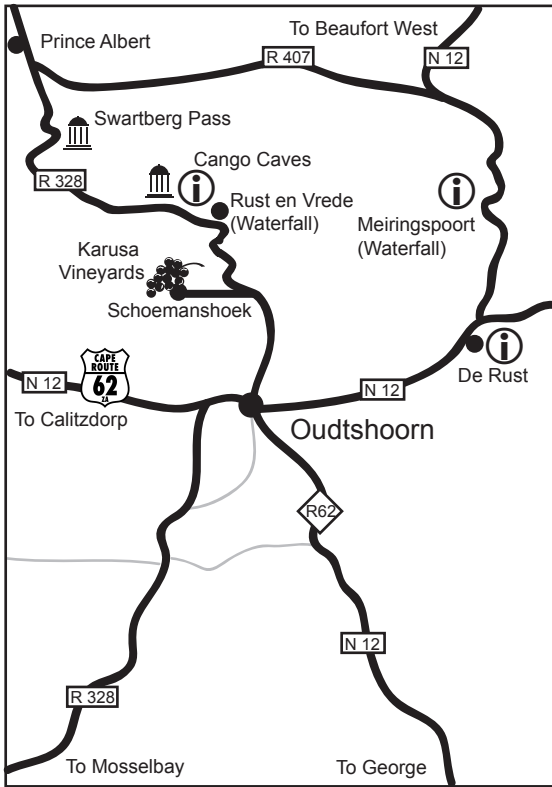 To Beaufort West
Prince Albert
R 407
N 12
Swartberg Pass
Cango Caves
R 328
i
i
Rust en Vrede
(Waterfall)
Meiringspoort
(Waterfall)
Karusa
Vineyards
Schoemanshoek
i
De Rust
CAPE
ROUTE
62
ZA
N 12
N 12
To Calitzdorp
Oudtshoorn
R62
N 12
R 328
To Mosselbay
To George